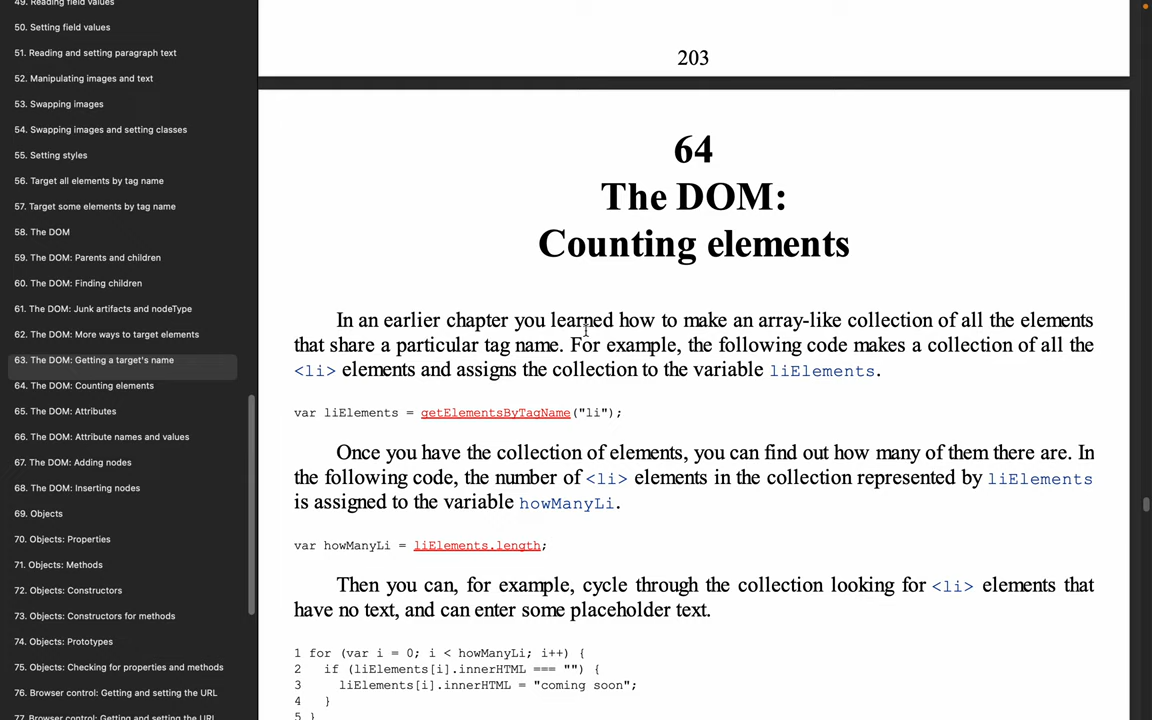 49. Reading field values
50. Setting field values
51. Reading and setting paragraph text
52. Manipulating images and text
53. Swapping images
54. Swapping images and setting classes
55. Setting styles
56. Target all elements by tag name
57. Target some elements by tag name
58. The DOM
59. The DOM: Parents and children
60. The DOM: Finding children
61. The DOM: Junk artifacts and nodeType
62. The DOM: More ways to target elements
63. The DOM: Getting a target's name
64. The DOM: Counting elements
65. The DOM: Attributes
66. The DOM: Attribute names and values
67. The DOM: Adding nodes
68. The DOM: Inserting nodes
69. Objects
70. Objects: Properties
71. Objects: Methods
72. Objects: Constructors
73. Objects: Constructors for methods
74. Objects: Prototypes
75. Objects: Checking for properties and methods
76. Browser control: Getting and setting the URL
77. Browser control: Getting and setting the URL
203
64
The DOM:
Counting elements
In an earlier chapter you learned how to make an array-like collection of all the elements
that share a particular tag name. For example, the following code makes a collection of all the
<li> elements and assigns the collection to the variable liElements.
var liElements = getElementsByTagName("li");
Once you have the collection of elements, you can find out how many of them there are. In
the following code, the number of <li> elements in the collection represented by liElements
is assigned to the variable howManyLi.
var howManyLi = liElements.length;
Then you can, for example, cycle through the collection looking for <li> elements that
have no text, and can enter some placeholder text.
1 for (var i = 0; i < howManyLi; i++) {
2 if (liElements[i].innerHTML === "") {
3 liElements[i].innerHTML = "coming soon";
4 }
5 }